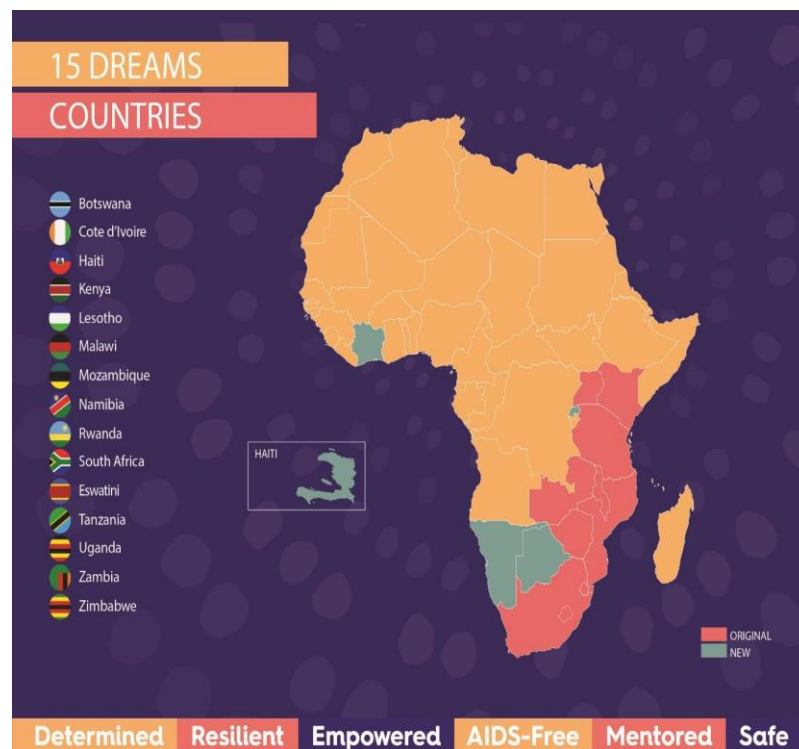 15 DREAMS
COUNTRIES
Botswana
Cote d'Ivoire
Haiti
Kenya
Lesotho
Malawi
Mozambique
Namibia
Rwanda
South Africa
Eswatini
Tanzania
Uganda
Zambia
Zimbabwe
HAITI
ORIGINAL
NEW
Determined Resilient Empowered AIDS-Free Mentored Safe